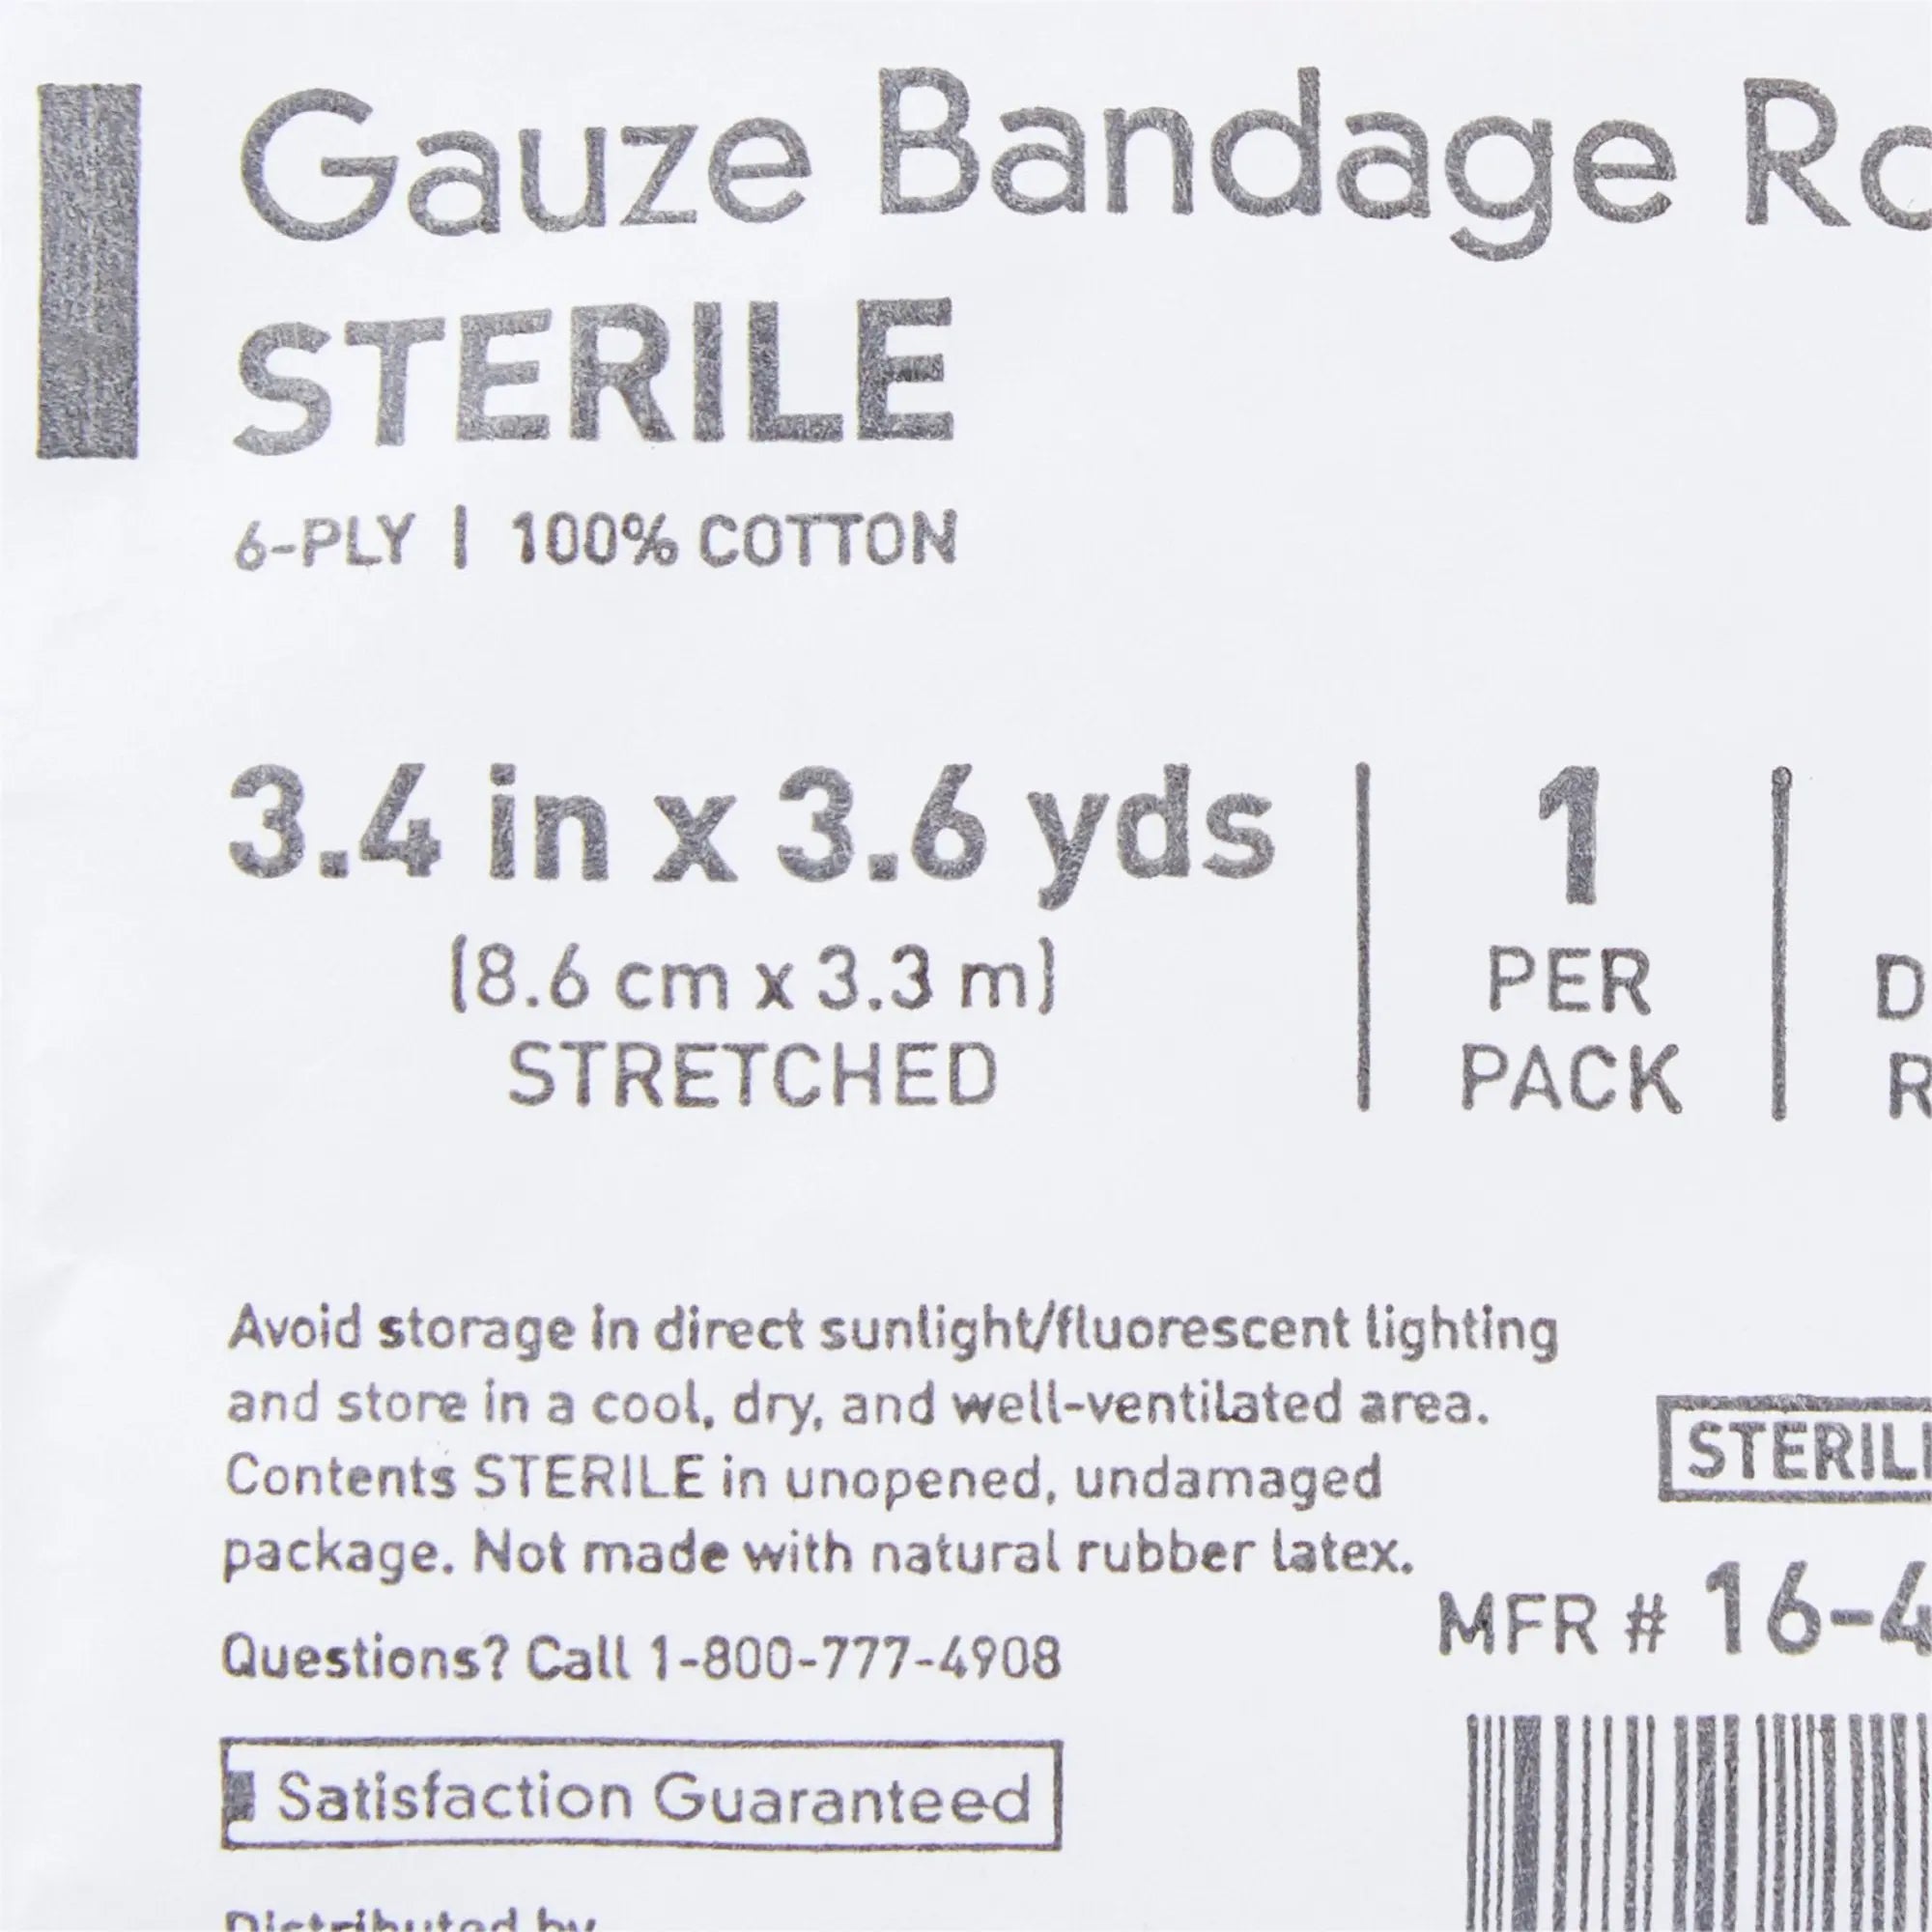 Gauze Bandage
STERILE
6-PLY | 100% COTTON
3.4 in x 3.6 yds
(8.6 cm x 3.3 m)
STRETCHED
1
PER
PACK
Avoid storage in direct sunlight/fluorescent lighting
and store in a cool, dry, and well-ventilated area.
Contents STERILE in unopened, undamaged
package. Not made with natural rubber latex.
Questions? Call 1-800-777-4908
Satisfaction Guaranteed
MFR # 16-4
Distributed by